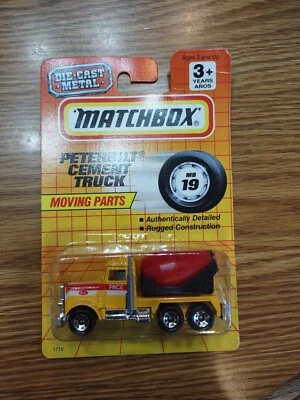 DIE-CAST
METAL
Ages 3 and Up
3+
YEARS
AÑOS
MATCHBOX
PETERBILT
CEMENT
TRUCK
MB
19
MOVING PARTS
Authentically Detailed
Rugged Construction
PACE